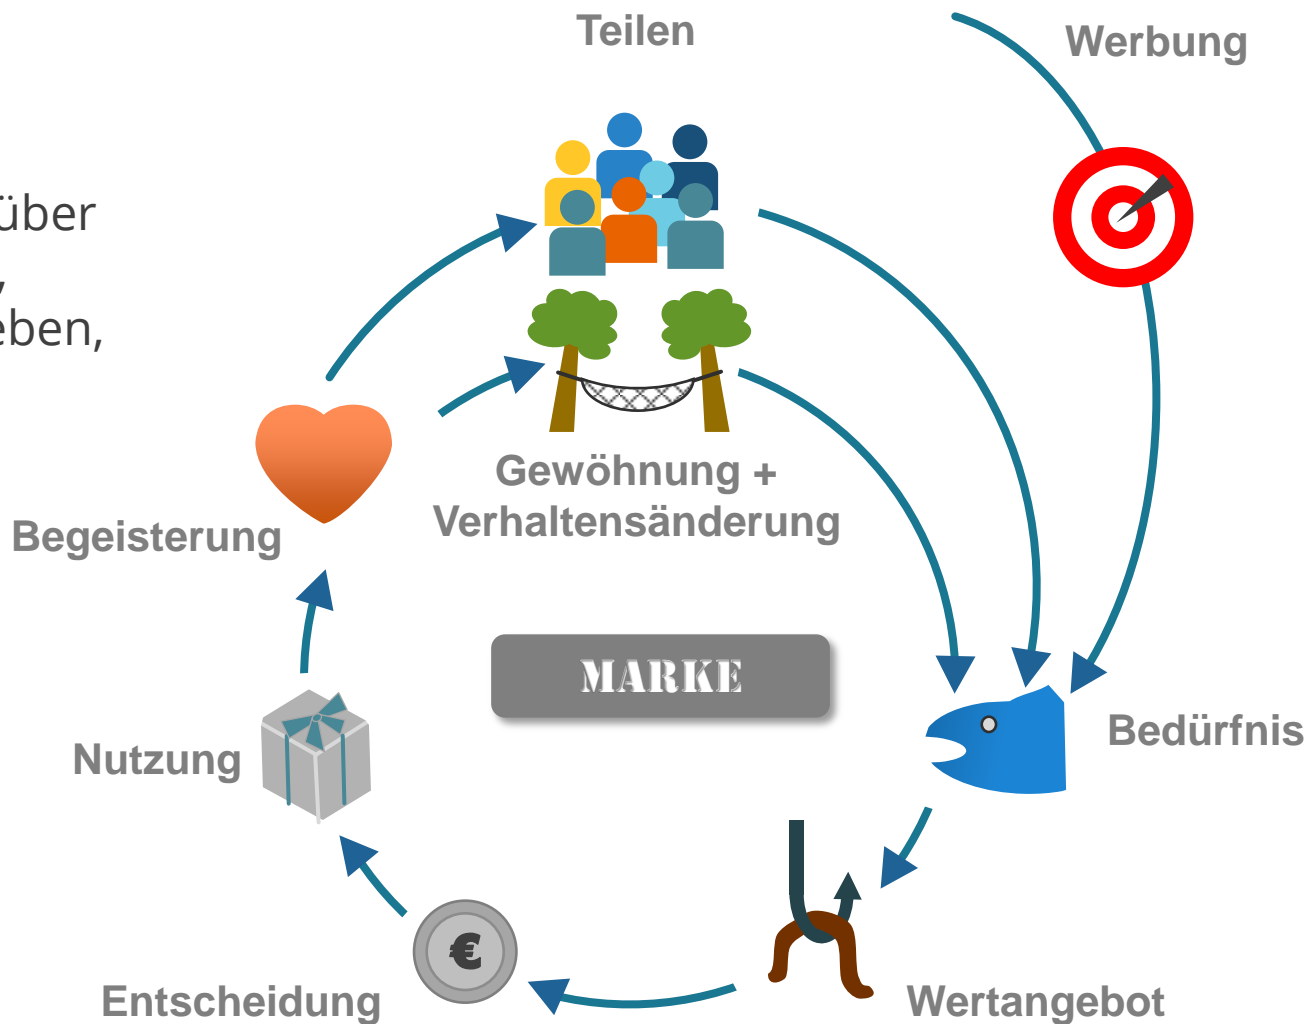 Teilen
Werbung
über
,
eben,
Gewöhnung +
Verhaltensänderung
Begeisterung
MARKE
Bedürfnis
Nutzung
€
Entscheidung
Wertangebot